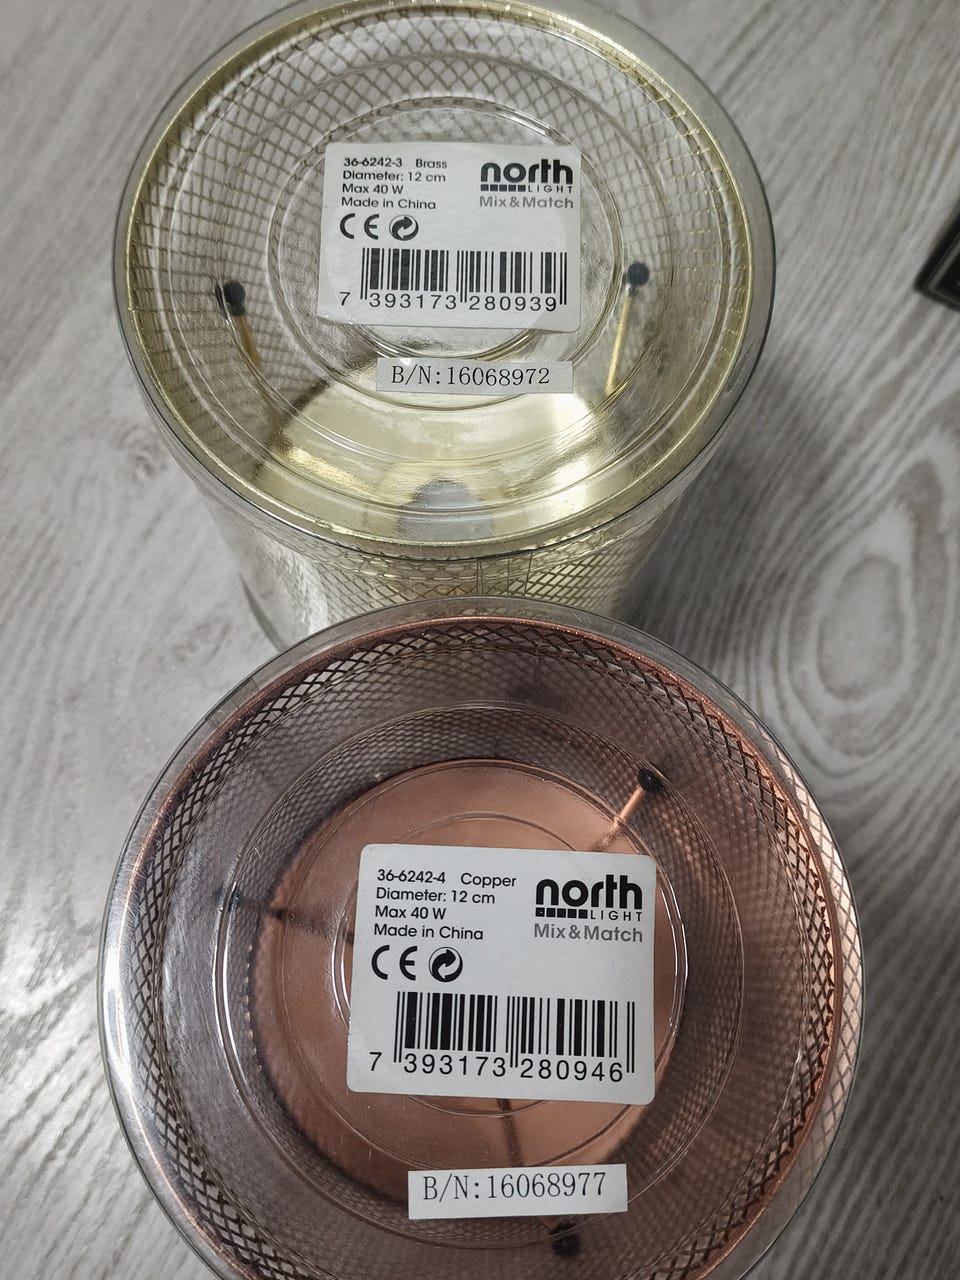 36-6242-3 Brass
Diameter: 12 cm
Max 40 W
Made in China
north
LIGHT
Mix&Match
CE
7 393173 280939
B/N:16068972
36-6242-4 Copper
Diameter: 12 cm
Max 40 W
Made in China
north
LIGHT
Mix&Match
CE
7 393173 280946
B/N:16068977